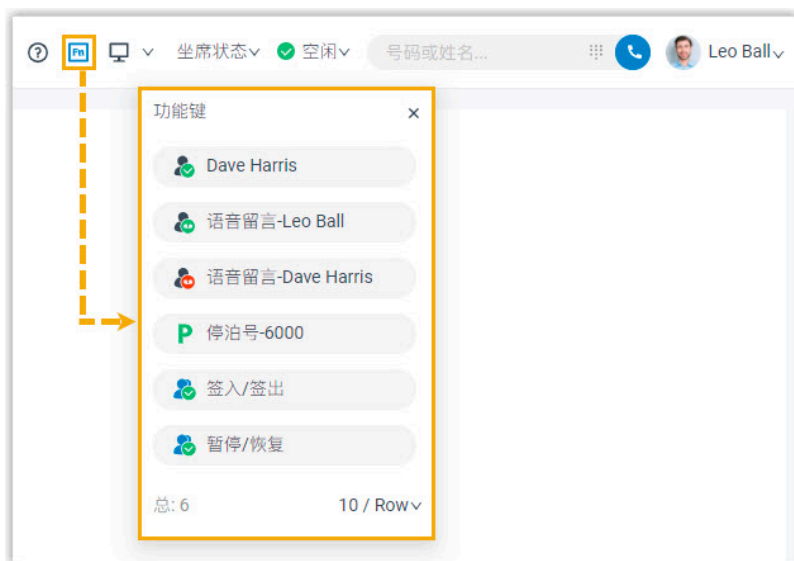 Fn 坐席状态 空闲 号码或姓名... Leo Ball
功能键
Dave Harris
语音留言-Leo Ball
语音留言-Dave Harris
P 停泊号-6000
签入/签出
暂停/恢复
总: 6 10 / Row